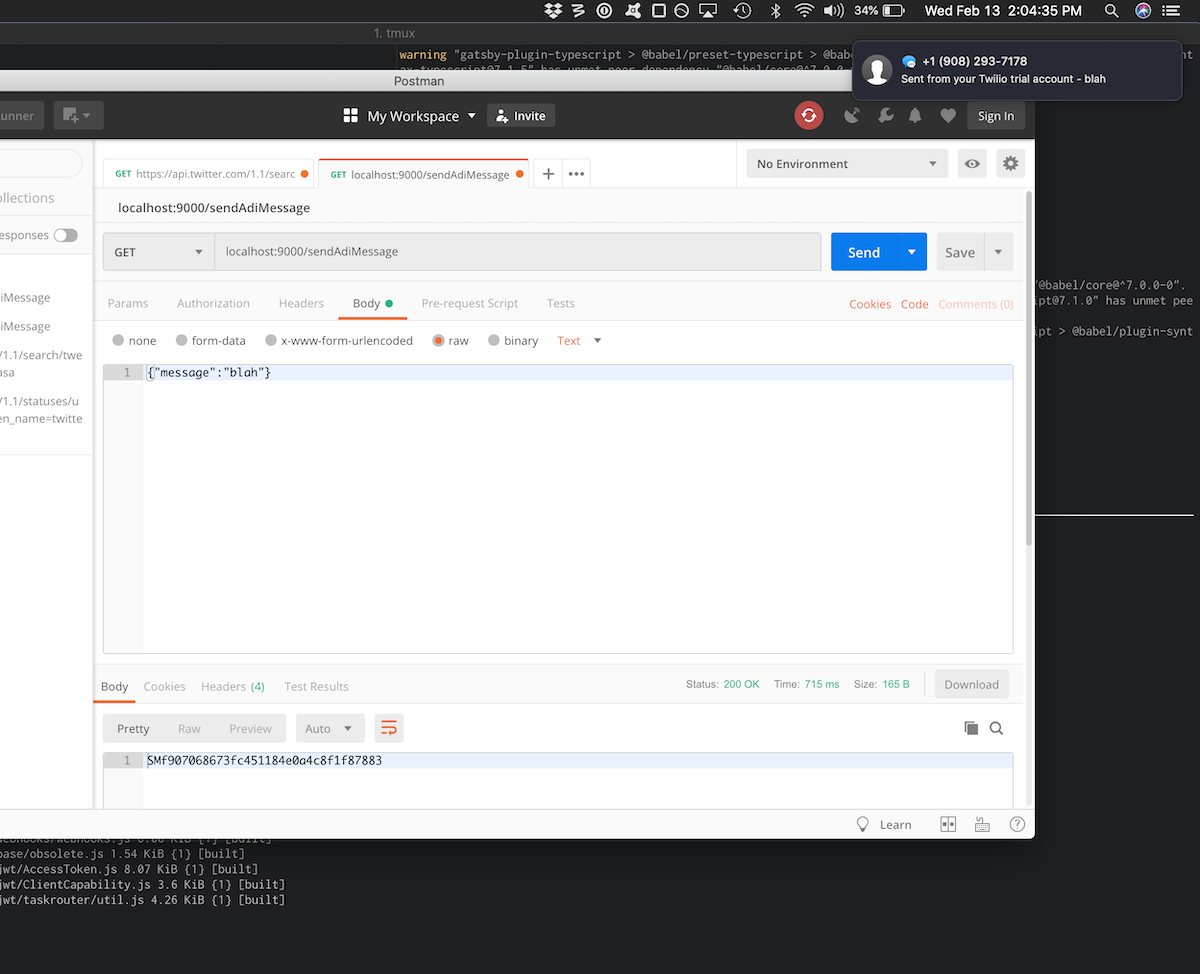 34% Wed Feb 13 2:04:35 PM
1. tmux
warning "gatsby-plugin-typescript > @babel/preset-typescript >
+1 (908) 293-7178
Sent from your Twilio trial account - blah
Postman
unner
My Workspace
Invite
Sign In
GET https://api.twitter.com/1.1/searc
GET localhost:9000/sendAdiMessage
No Environment
ollections
localhost:9000/sendAdiMessage
esponses
GET
localhost:9000/sendAdiMessage
Send
Save
/@babel/core@^7.0.0-0".
ipt@7.1.0" has unmet pee
ipt > @babel/plugin-synt
Params Authorization Headers Body Pre-request Script Tests
Cookies Code Comments (0)
iMessage
iMessage
/1.1/search/twe
asa
/1.1/statuses/u
en_name=twitte
none form-data x-www-form-urlencoded raw binary Text
1 {"message":"blah"}
Body Cookies Headers (4) Test Results
Status: 200 OK Time: 715 ms Size: 165 B
Download
Pretty Raw Preview Auto
1 SMf907068673fc451184e0a4c8f1f87883
Learn
base/obsolete.js 1.54 KiB {1} [built]
jwt/AccessToken.js 8.07 KiB {1} [built]
jwt/ClientCapability.js 3.6 KiB {1} [built]
jwt/taskrouter/util.js 4.26 KiB {1} [built]